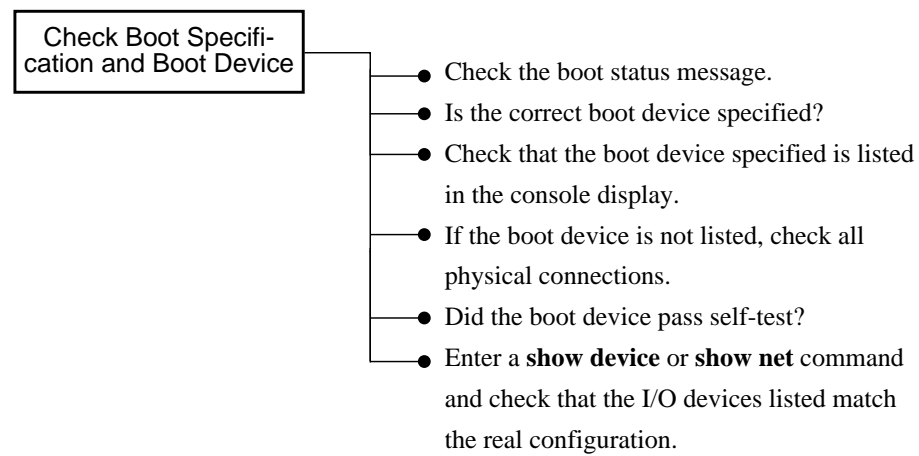 Check Boot Specifi-
cation and Boot Device
Check the boot status message.
Is the correct boot device specified?
Check that the boot device specified is listed
in the console display.
If the boot device is not listed, check all
physical connections.
Did the boot device pass self-test?
Enter a show device or show net command
and check that the I/O devices listed match
the real configuration.